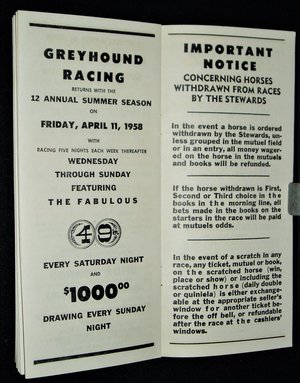 GREYHOUND
RACING
RETURNS WITH THE
12 ANNUAL SUMMER SEASON
ON
FRIDAY, APRIL 11, 1958
WITH
RACING FIVE NIGHTS EACH WEEK THEREAFTER
WEDNESDAY
THROUGH SUNDAY
FEATURING
THE FABULOUS
40
EVERY SATURDAY NIGHT
AND
$1000.00
DRAWING EVERY SUNDAY
NIGHT
IMPORTANT
NOTICE
CONCERNING HORSES
WITHDRAWN FROM RACES
BY THE STEWARDS
In the event a horse is ordered
withdrawn by the Stewards, un-
less grouped in the mutuel field
or in an entry, all money wager-
ed on the horse in the mutuels
and books will be refunded.
If the horse withdrawn is First,
Second or Third choice in the
books in the morning line, all
bets made in the books on the
starters in the race will be paid
at mutuels odds.
In the event of a scratch in any
race, any ticket, mutuel or book,
on the scratched horse (win,
place or show) or including the
scratched horse (daily double
or quiniela) is either exchange-
able at the appropriate seller's
window for another ticket be-
fore the off bell, or refundable
after the race at the cashiers'
windows.